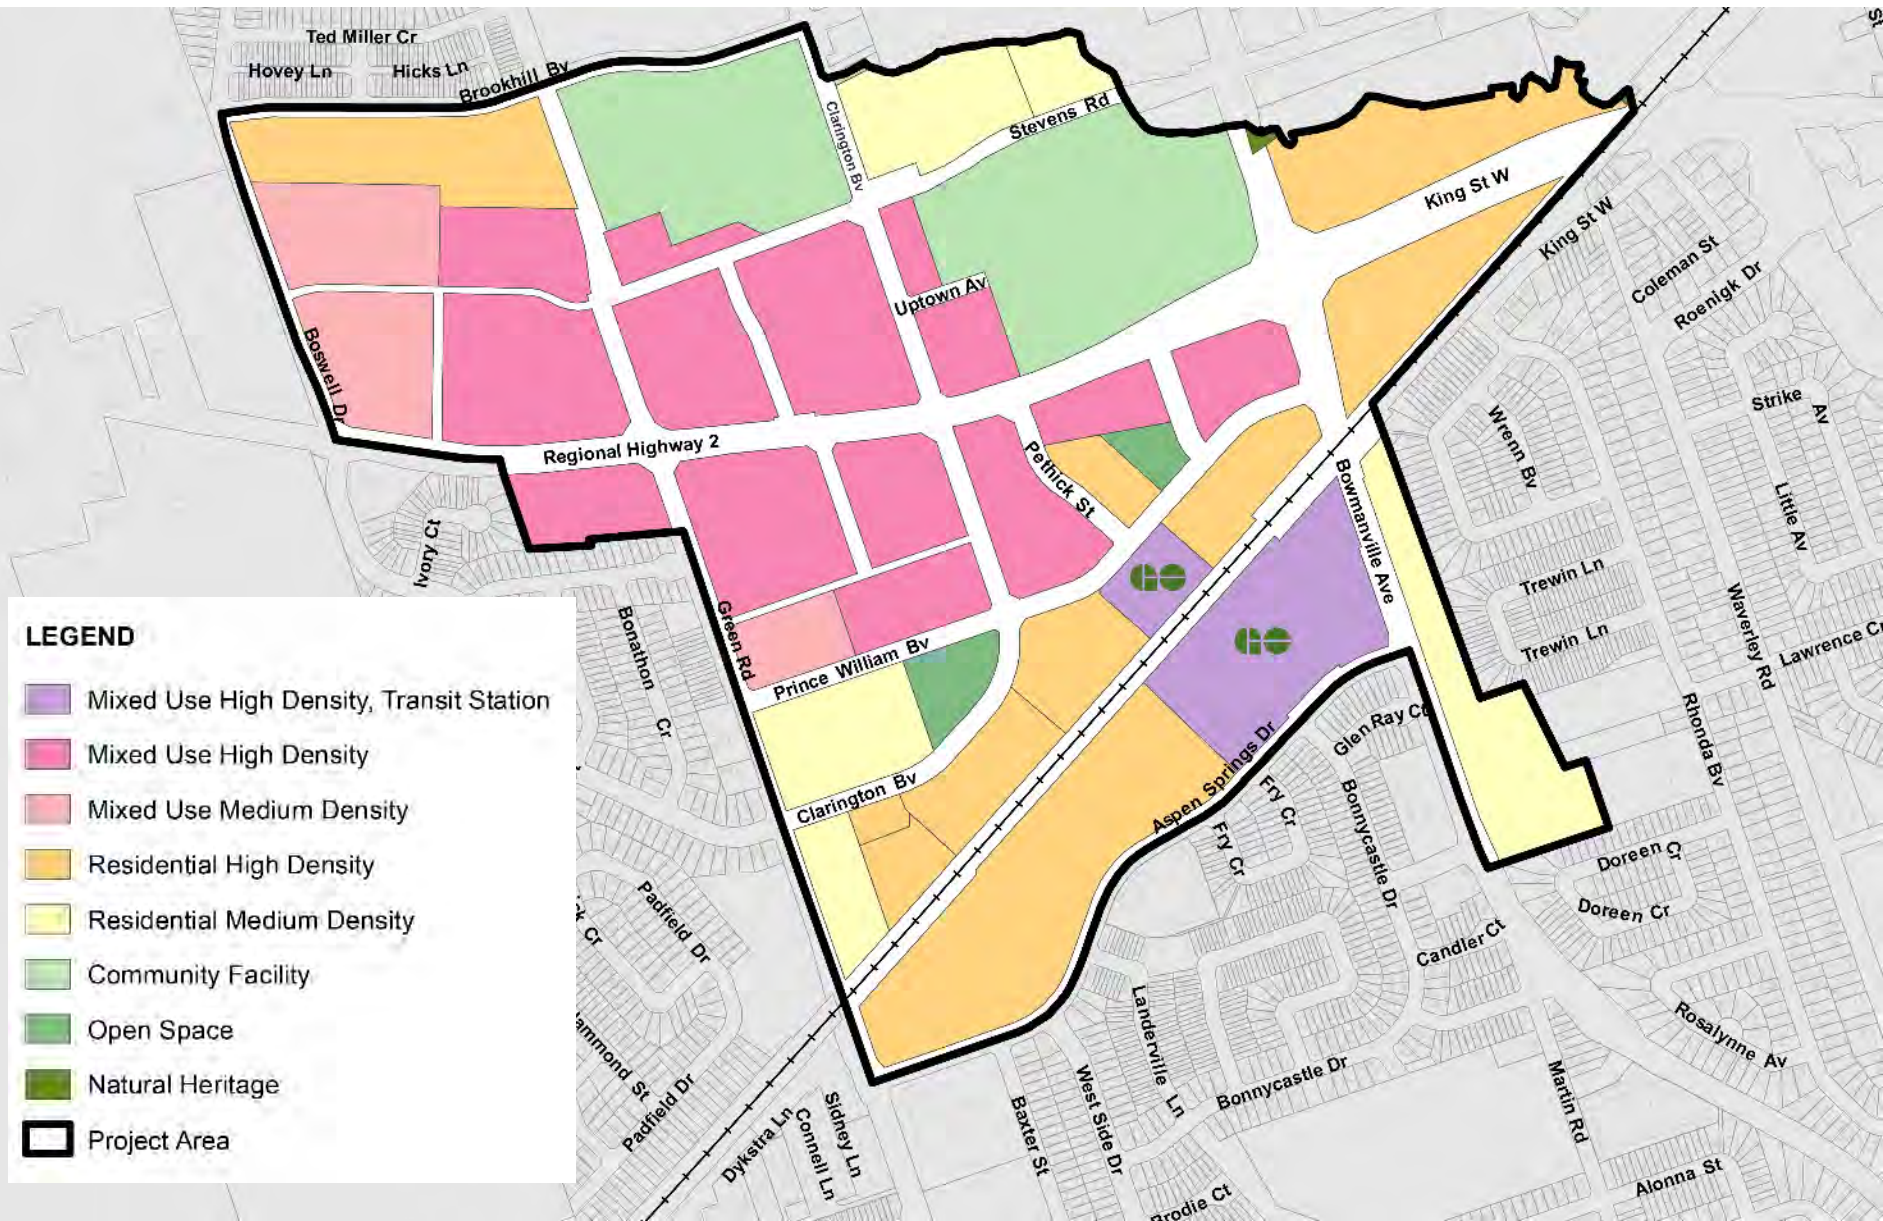 Ted Miller Cr
Hovey Ln
Hicks Ln
Brookhill Bv
Clarington Bv
Stevens Rd
King St W
King St W
Coleman St
Roenigk Dr
Uptown Av
Boswell Dr
Regional Highway 2
Pethick St
Bowmanville Ave
Wrenn Bv
Strike Av
Little Av
Ivory Ct
Bonathon Cr
Green Rd
Prince William Bv
Clarington Bv
GO
GO
Trewin Ln
Trewin Ln
Waverley Rd
Lawrence Cr
Rhonda Bv
Glen Ray Ct
Aspen Springs Dr
Fry Cr
Fry Cr
Bonnycastle Dr
Doreen Cr
Doreen Cr
Candler Ct
Padfield Dr
Padfield Dr
Landerville Ln
Rosalynne Av
West Side Dr
Bonnycastle Dr
Martin Rd
Baxter St
Sidney Ln
Connell Ln
Dykstra Ln
Brodie Ct
Alonna St
LEGEND
Mixed Use High Density, Transit Station
Mixed Use High Density
Mixed Use Medium Density
Residential High Density
Residential Medium Density
Community Facility
Open Space
Natural Heritage
Project Area